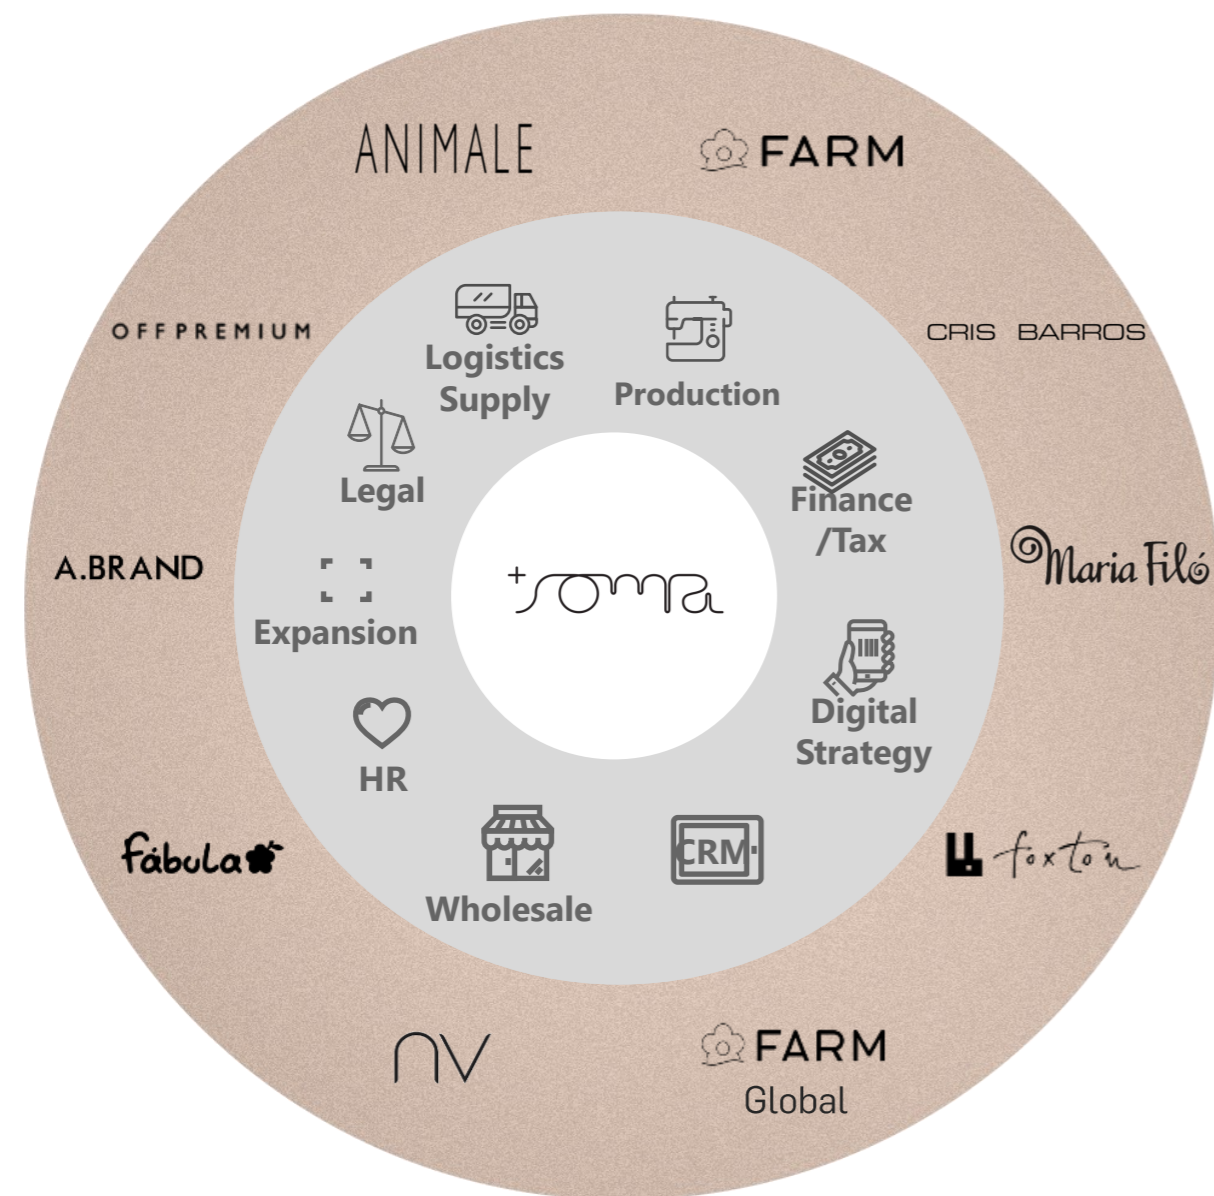 ANIMALE
FARM
OFFPREMIUM
CRIS BARROS
A.BRAND
Maria Filó
fábula
foxton
NV
FARM
Global
Logistics
Supply
Production
Legal
Finance
/Tax
Expansion
Digital
Strategy
HR
CRM
Wholesale
+soma